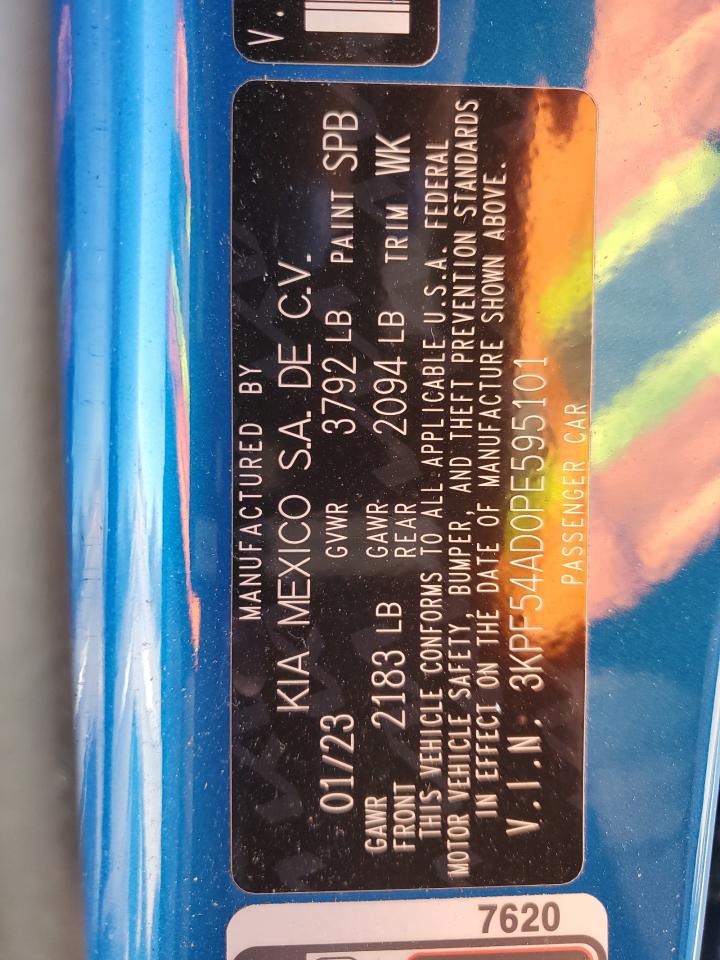 MANUFACTURED BY
KIA MEXICO S.A. DE C.V.
01/23 GVWR 3792 LB PAINT SPB
GAWR FRONT 2183 LB GAWR REAR 2094 LB TRIM WK
THIS VEHICLE CONFORMS TO ALL APPLICABLE U.S.A. FEDERAL
MOTOR VEHICLE SAFETY, BUMPER, AND THEFT PREVENTION STANDARDS
IN EFFECT ON THE DATE OF MANUFACTURE SHOWN ABOVE.
V.I.N. 3KPF54AD0PE595101
PASSENGER CAR
V.
7620